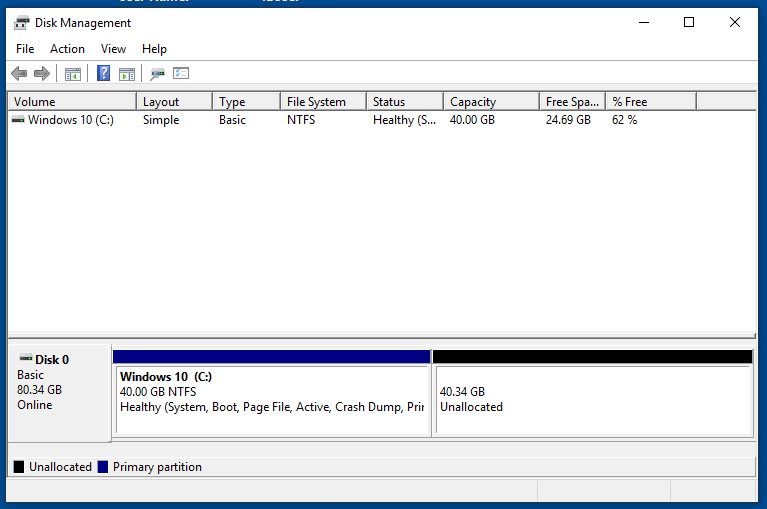 Disk Management
File Action View Help
Volume Layout Type File System Status Capacity Free Spa... % Free
Windows 10 (C:) Simple Basic NTFS Healthy (S... 40.00 GB 24.69 GB 62 %
Disk 0
Basic
80.34 GB
Online
Windows 10 (C:)
40.00 GB NTFS
Healthy (System, Boot, Page File, Active, Crash Dump, Prir
40.34 GB
Unallocated
Unallocated Primary partition